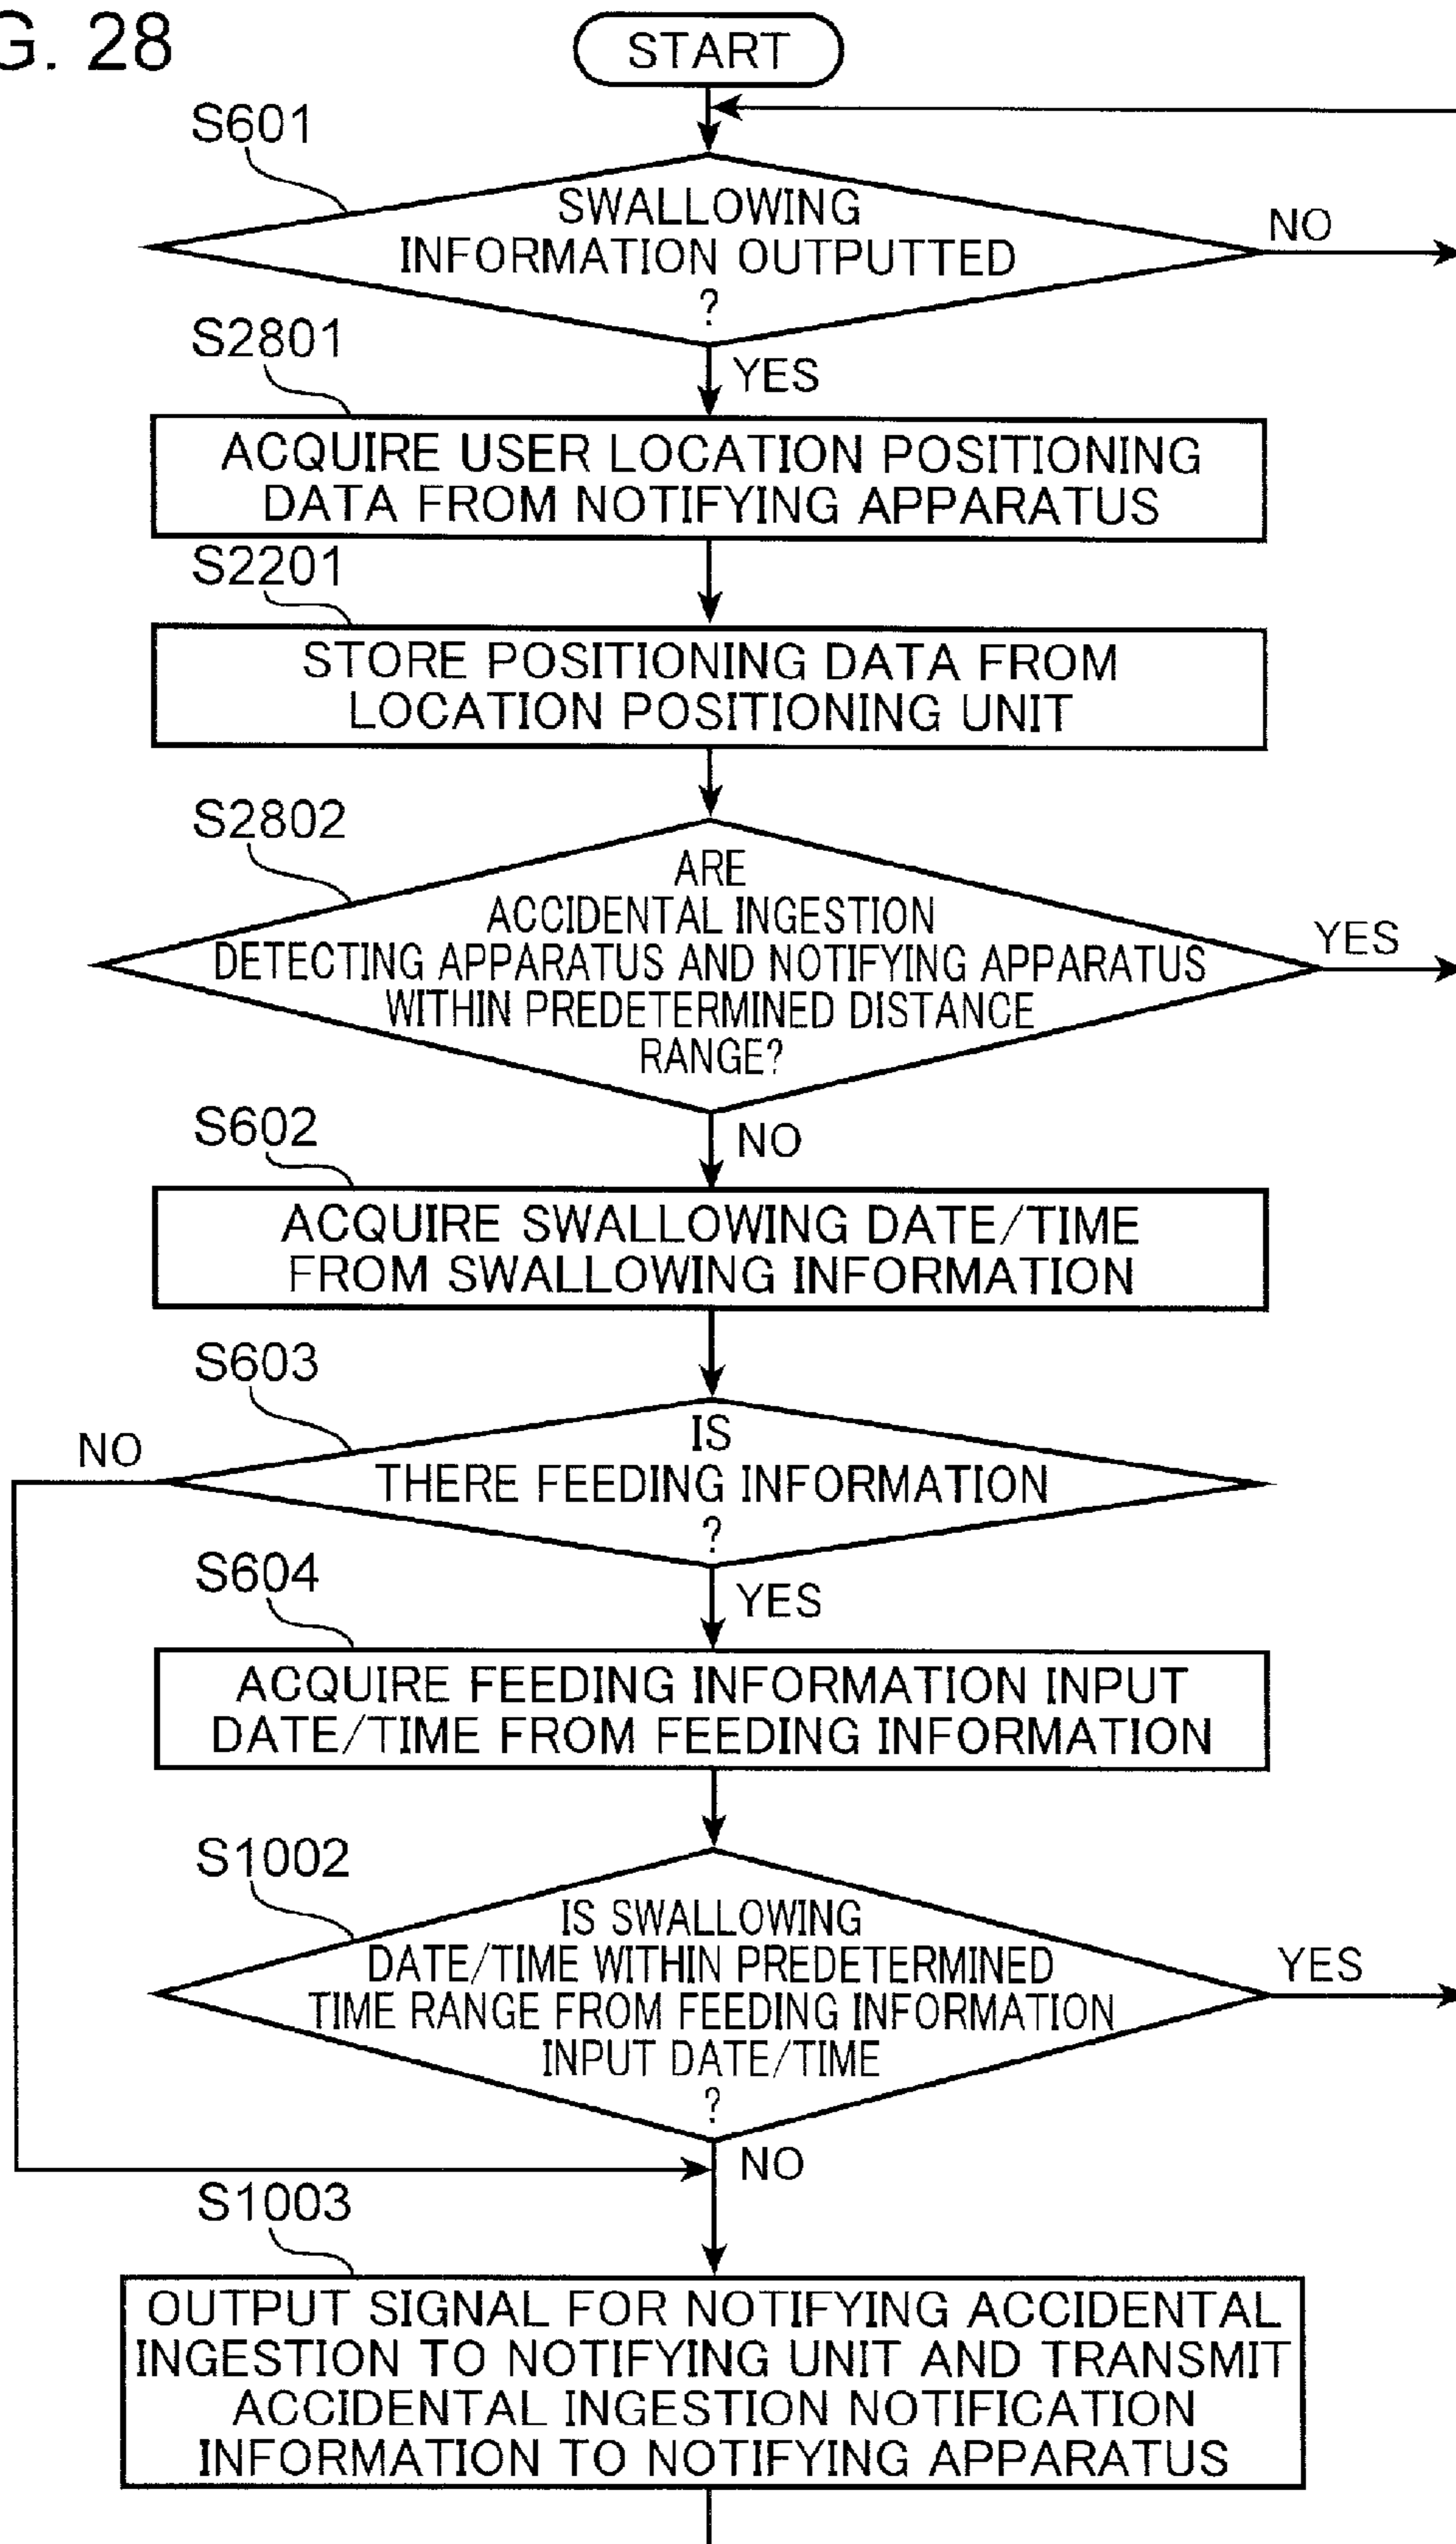 G. 28
START
S601
SWALLOWING
INFORMATION OUTPUTTED
?
NO
YES
S2801
ACQUIRE USER LOCATION POSITIONING
DATA FROM NOTIFYING APPARATUS
S2201
STORE POSITIONING DATA FROM
LOCATION POSITIONING UNIT
S2802
ARE
ACCIDENTAL INGESTION
DETECTING APPARATUS AND NOTIFYING APPARATUS
WITHIN PREDETERMINED DISTANCE
RANGE?
YES
NO
S602
ACQUIRE SWALLOWING DATE/TIME
FROM SWALLOWING INFORMATION
S603
IS
THERE FEEDING INFORMATION
?
NO
YES
S604
ACQUIRE FEEDING INFORMATION INPUT
DATE/TIME FROM FEEDING INFORMATION
S1002
IS SWALLOWING
DATE/TIME WITHIN PREDETERMINED
TIME RANGE FROM FEEDING INFORMATION
INPUT DATE/TIME
?
YES
NO
S1003
OUTPUT SIGNAL FOR NOTIFYING ACCIDENTAL
INGESTION TO NOTIFYING UNIT AND TRANSMIT
ACCIDENTAL INGESTION NOTIFICATION
INFORMATION TO NOTIFYING APPARATUS